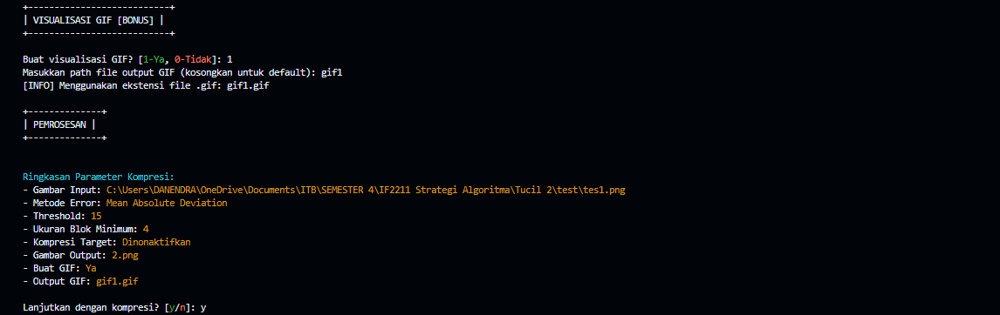 +---------------------------+
| VISUALISASI GIF [BONUS] |
+---------------------------+
Buat visualisasi GIF? [1-Ya, 0-Tidak]: 1
Masukkan path file output GIF (kosongkan untuk default): gif1
[INFO] Menggunakan ekstensi file .gif: gif1.gif
+--------------+
| PEMROSESAN |
+--------------+
Ringkasan Parameter Kompresi:
- Gambar Input: C:\Users\DANENDRA\OneDrive\Documents\ITB\SEMESTER 4\IF2211 Strategi Algoritma\Tucil 2\test\tes1.png
- Metode Error: Mean Absolute Deviation
- Threshold: 15
- Ukuran Blok Minimum: 4
- Kompresi Target: Dinonaktifkan
- Gambar Output: 2.png
- Buat GIF: Ya
- Output GIF: gif1.gif
Lanjutkan dengan kompresi? [y/n]: y